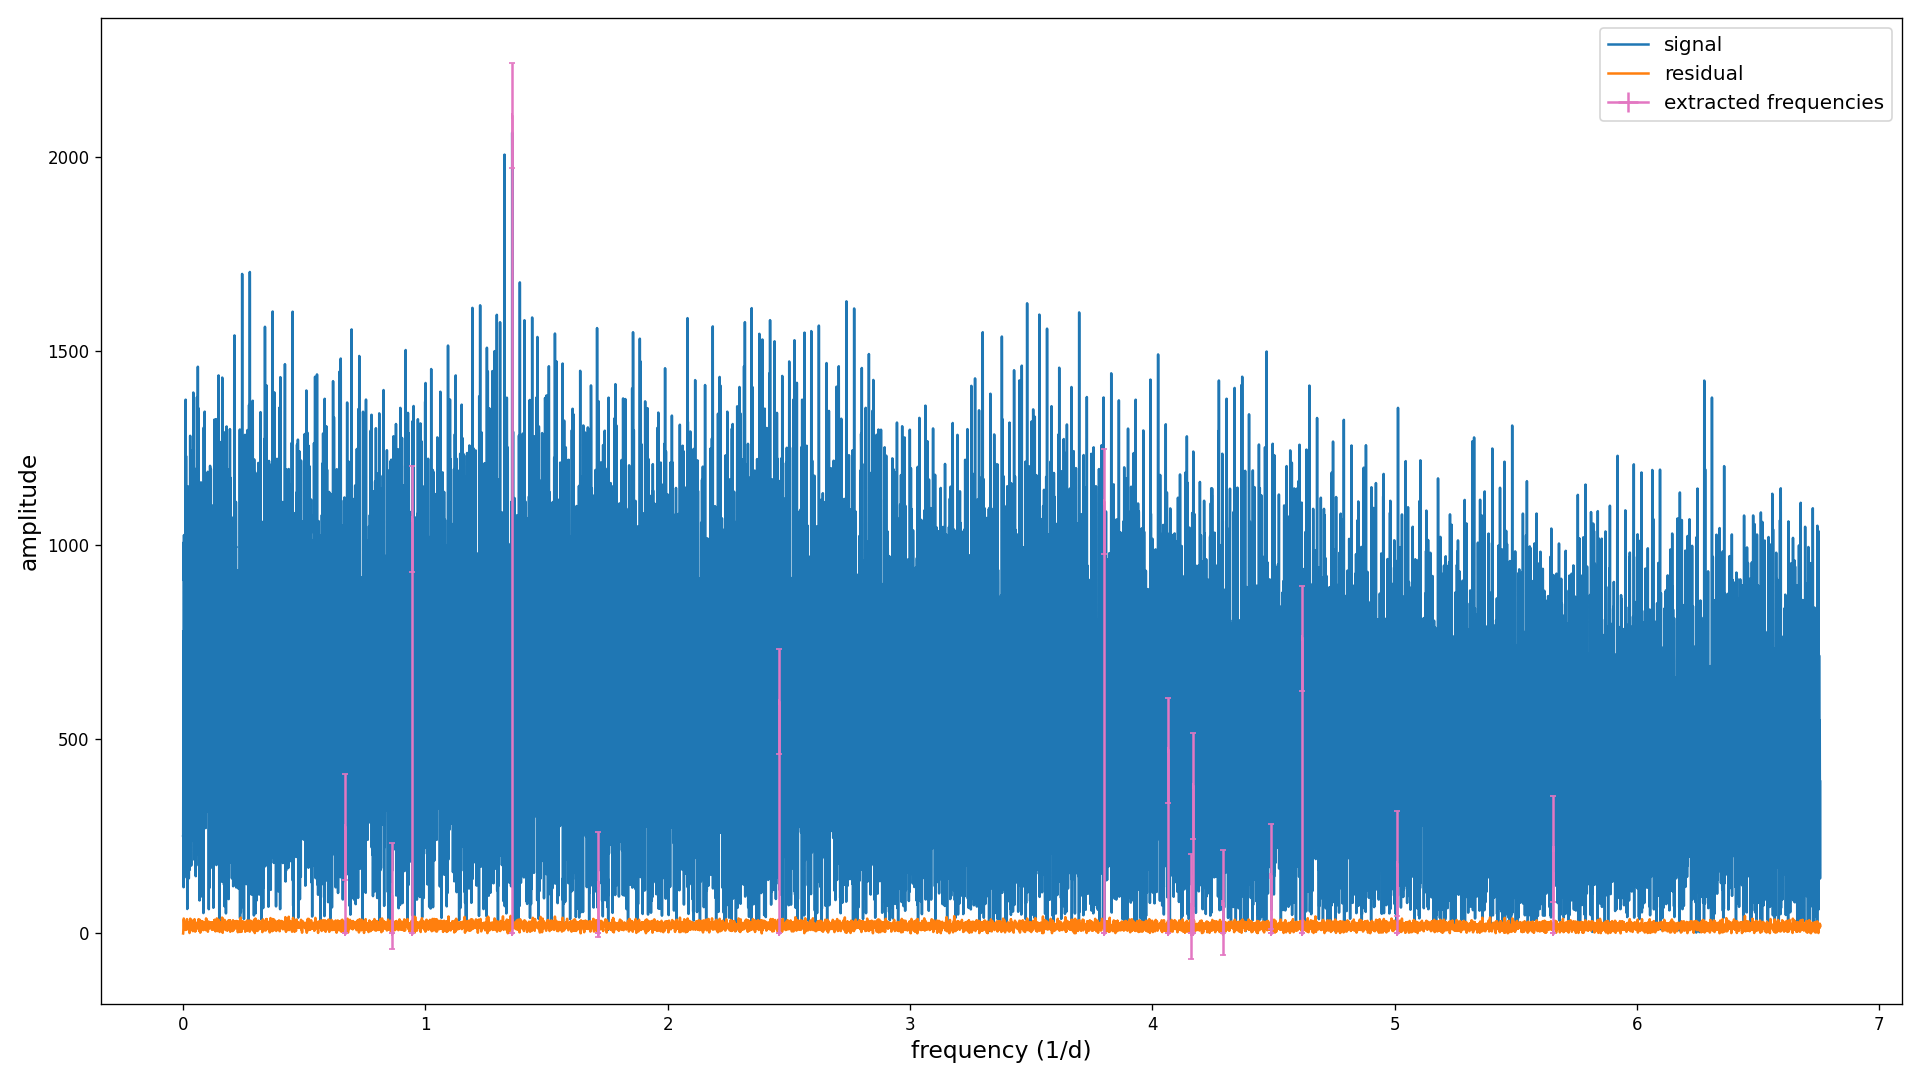 signal
residual
extracted frequencies
amplitude
2000
1500
1000
500
0
0 1 2 3 4 5 6 7
frequency (1/d)